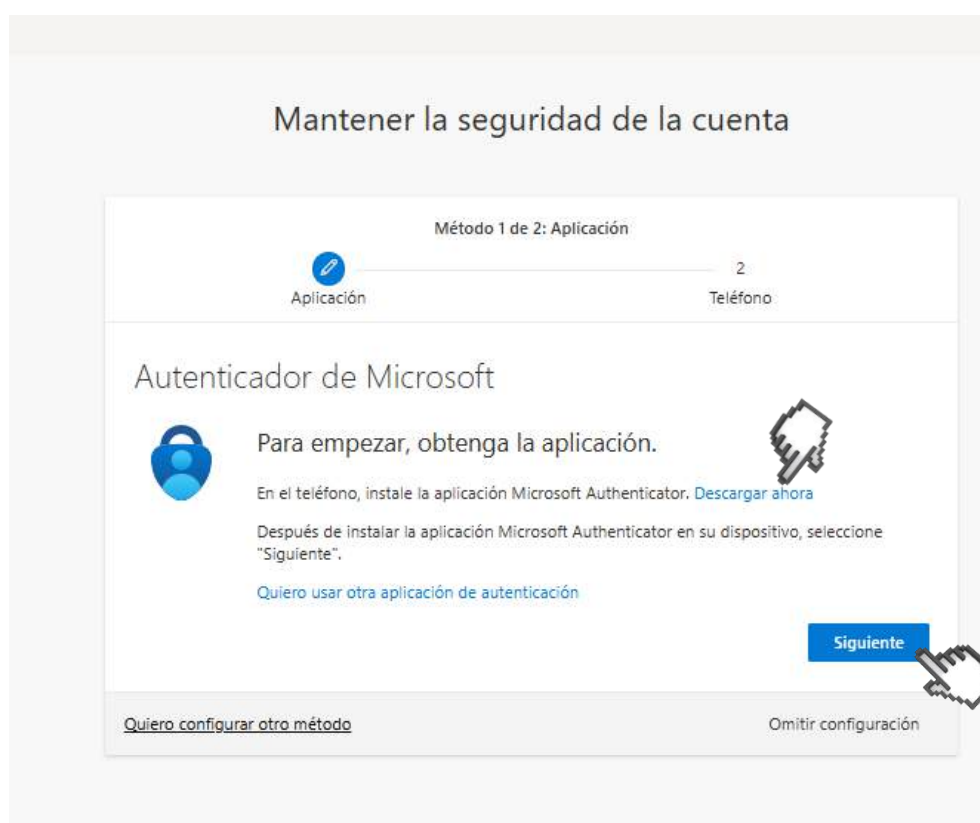 Mantener la seguridad de la cuenta
Método 1 de 2: Aplicación
2
Aplicación
Teléfono
Autenticador de Microsoft
Para empezar, obtenga la aplicación.
En el teléfono, instale la aplicación Microsoft Authenticator. Descargar ahora
Después de instalar la aplicación Microsoft Authenticator en su dispositivo, seleccione
"Siguiente".
Quiero usar otra aplicación de autenticación
Siguiente
Quiero configurar otro método
Omitir configuración